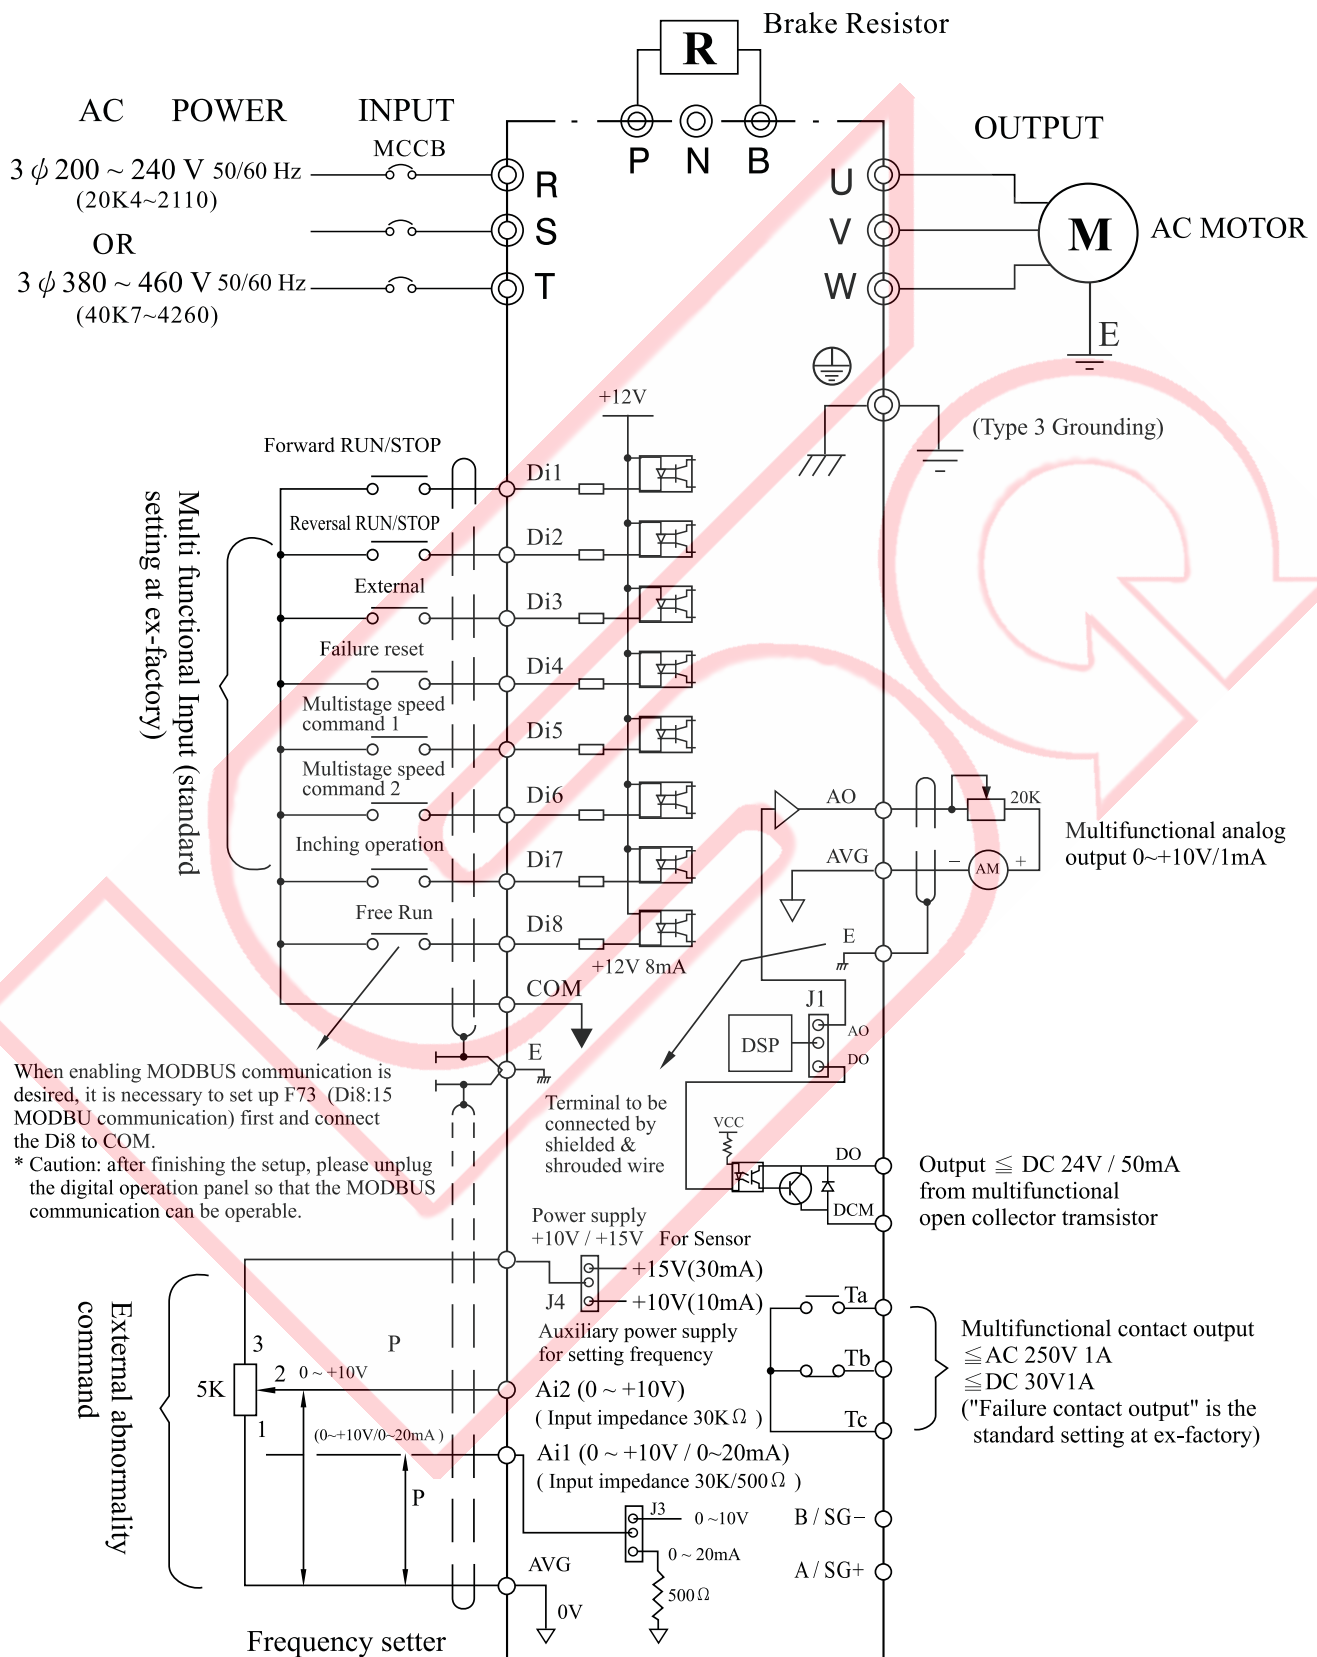 Brake Resistor
R
AC POWER INPUT
OUTPUT
MCCB
P N B
3 ϕ 200 ~ 240 V 50/60 Hz
(20K4~2110)
R
U
S
V
M
AC MOTOR
OR
3 ϕ 380 ~ 460 V 50/60 Hz
(40K7~4260)
T
W
E
+12V
(Type 3 Grounding)
Multi functional Input (standard
setting at ex-factory)
Forward RUN/STOP
Di1
Reversal RUN/STOP
Di2
External
Di3
Failure reset
Di4
Multistage speed
command 1
Di5
Multistage speed
command 2
Di6
Inching operation
Di7
Free Run
Di8
+12V 8mA
COM
E
AO
20K
AVG
− AM +
Multifunctional analog
output 0~+10V/1mA
E
J1
AO
DSP
DO
When enabling MODBUS communication is
desired, it is necessary to set up F73 (Di8:15
MODBU communication) first and connect
the Di8 to COM.
* Caution: after finishing the setup, please unplug
the digital operation panel so that the MODBUS
communication can be operable.
Terminal to be
connected by
shielded &
shrouded wire
VCC
DO
DCM
Output ≦ DC 24V / 50mA
from multifunctional
open collector tramsistor
Power supply
+10V / +15V For Sensor
+15V(30mA)
J4
+10V(10mA)
Auxiliary power supply
for setting frequency
External abnormality
command
3
P
5K
2
0 ~ +10V
1
Ai2 (0 ~ +10V)
( Input impedance 30KΩ )
(0~+10V/0~20mA )
Ai1 (0 ~ +10V / 0~20mA)
( Input impedance 30K/500Ω )
P
J3
0 ~10V
0 ~ 20mA
500Ω
AVG
0V
Frequency setter
Ta
Tb
Tc
Multifunctional contact output
≦AC 250V 1A
≦DC 30V1A
("Failure contact output" is the
standard setting at ex-factory)
B / SG−
A / SG+